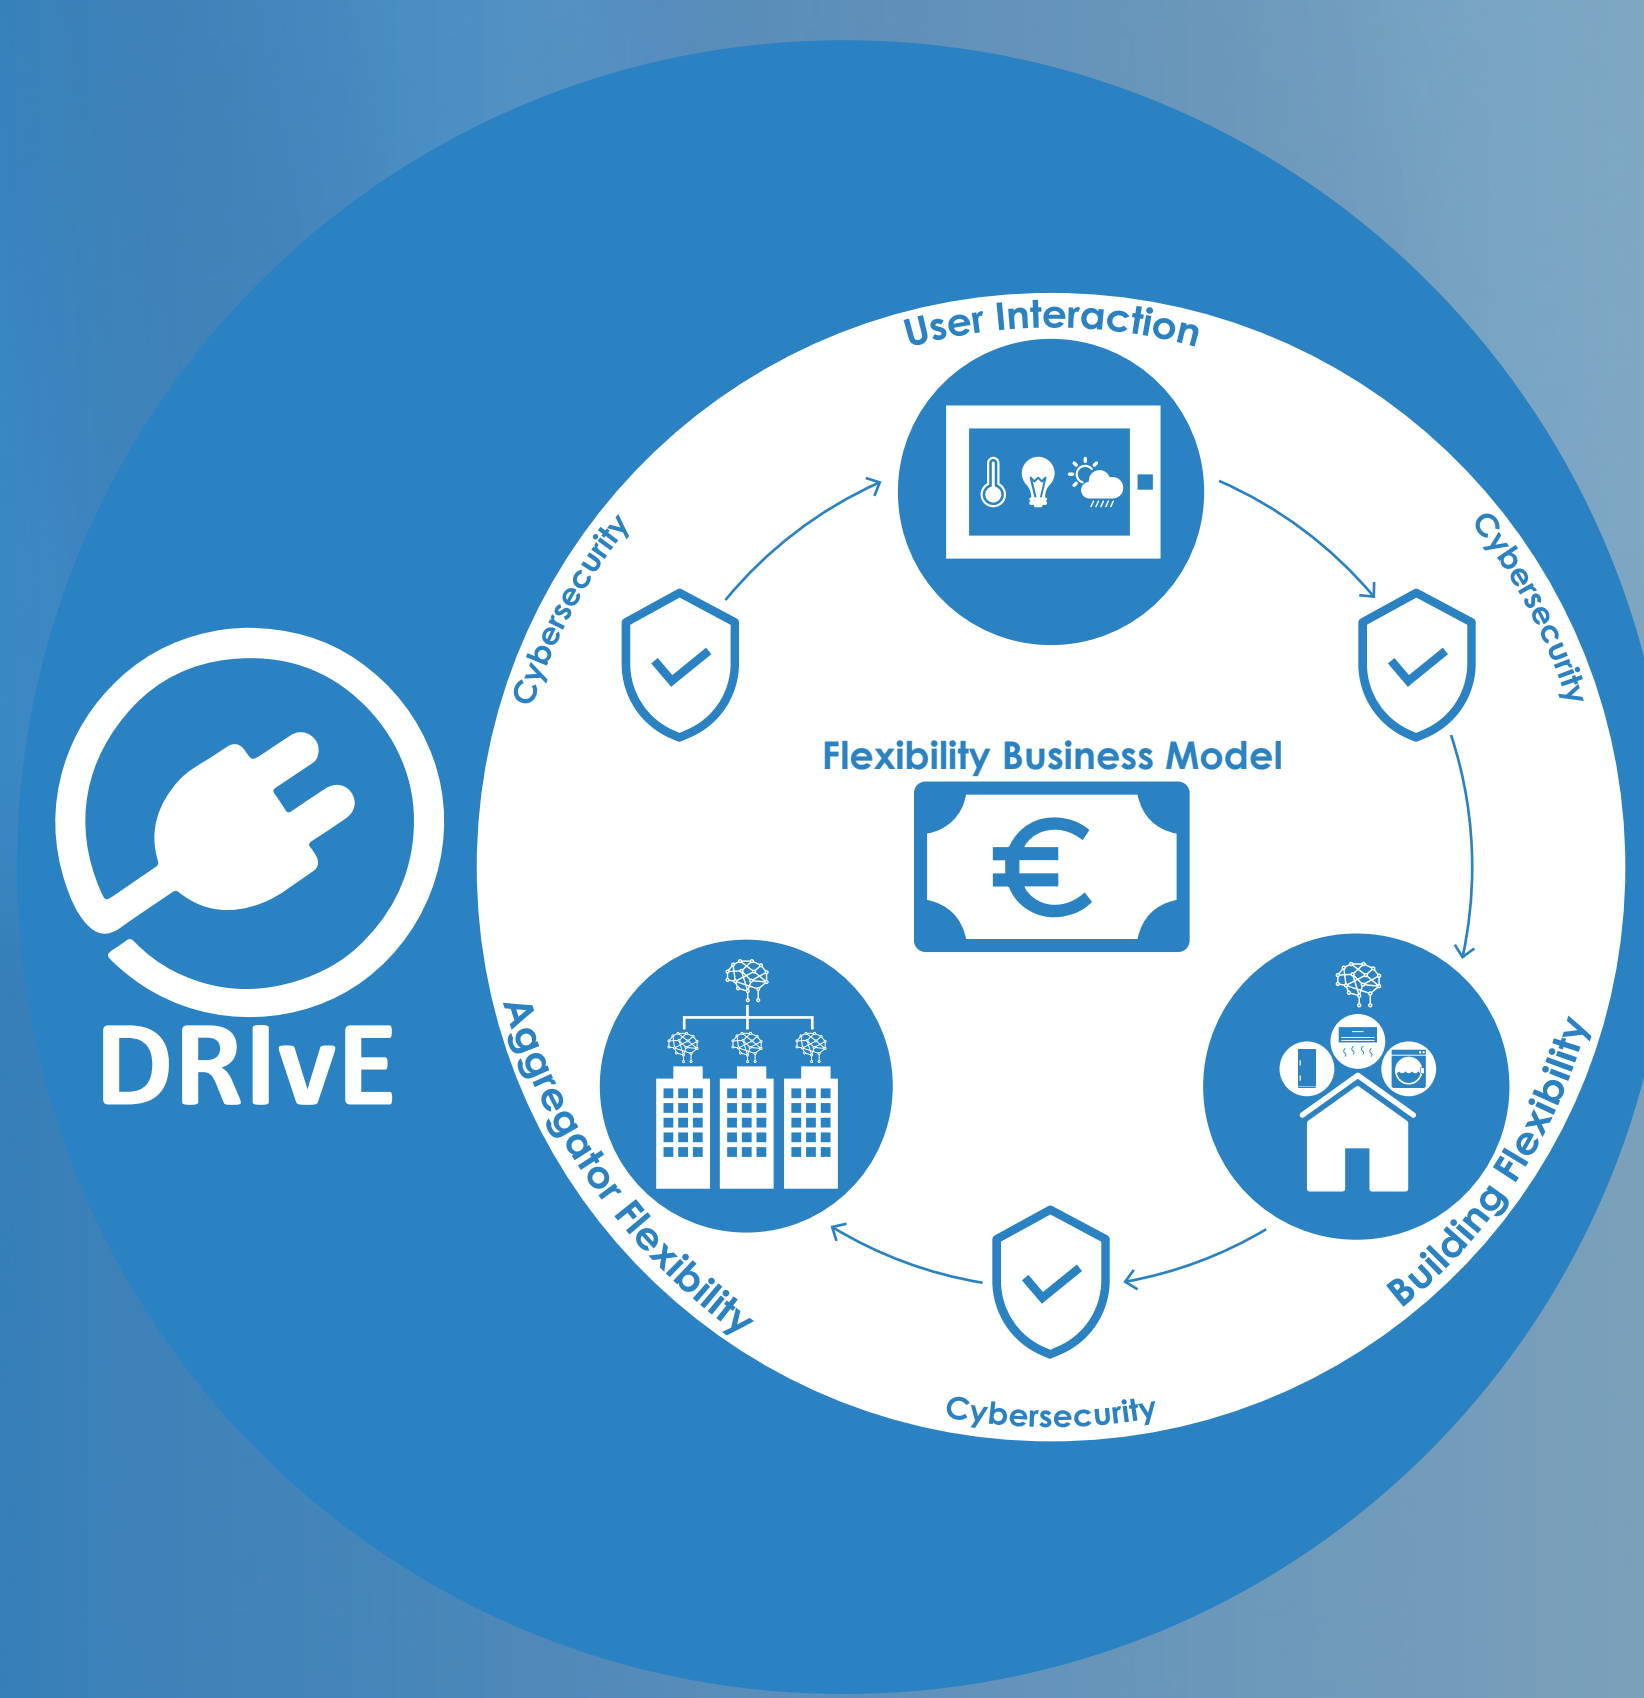 User Interaction
Cybersecurity
Cybersecurity
Flexibility Business Model
€
DRIvE
Aggregator Flexibility
Building Flexibility
Cybersecurity